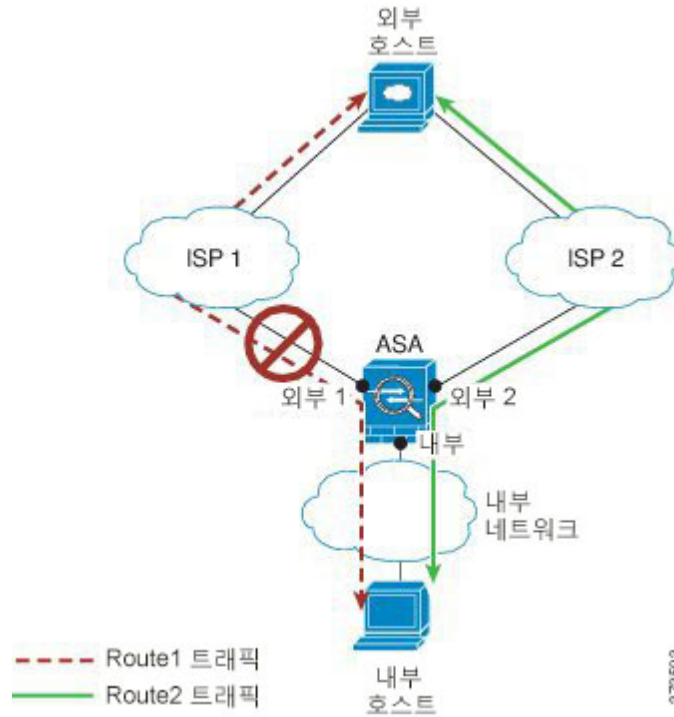 외부
호스트
ISP 1
ISP 2
ASA
외부 1
외부 2
내부
내부
네트워크
내부
호스트
Route1 트래픽
Route2 트래픽